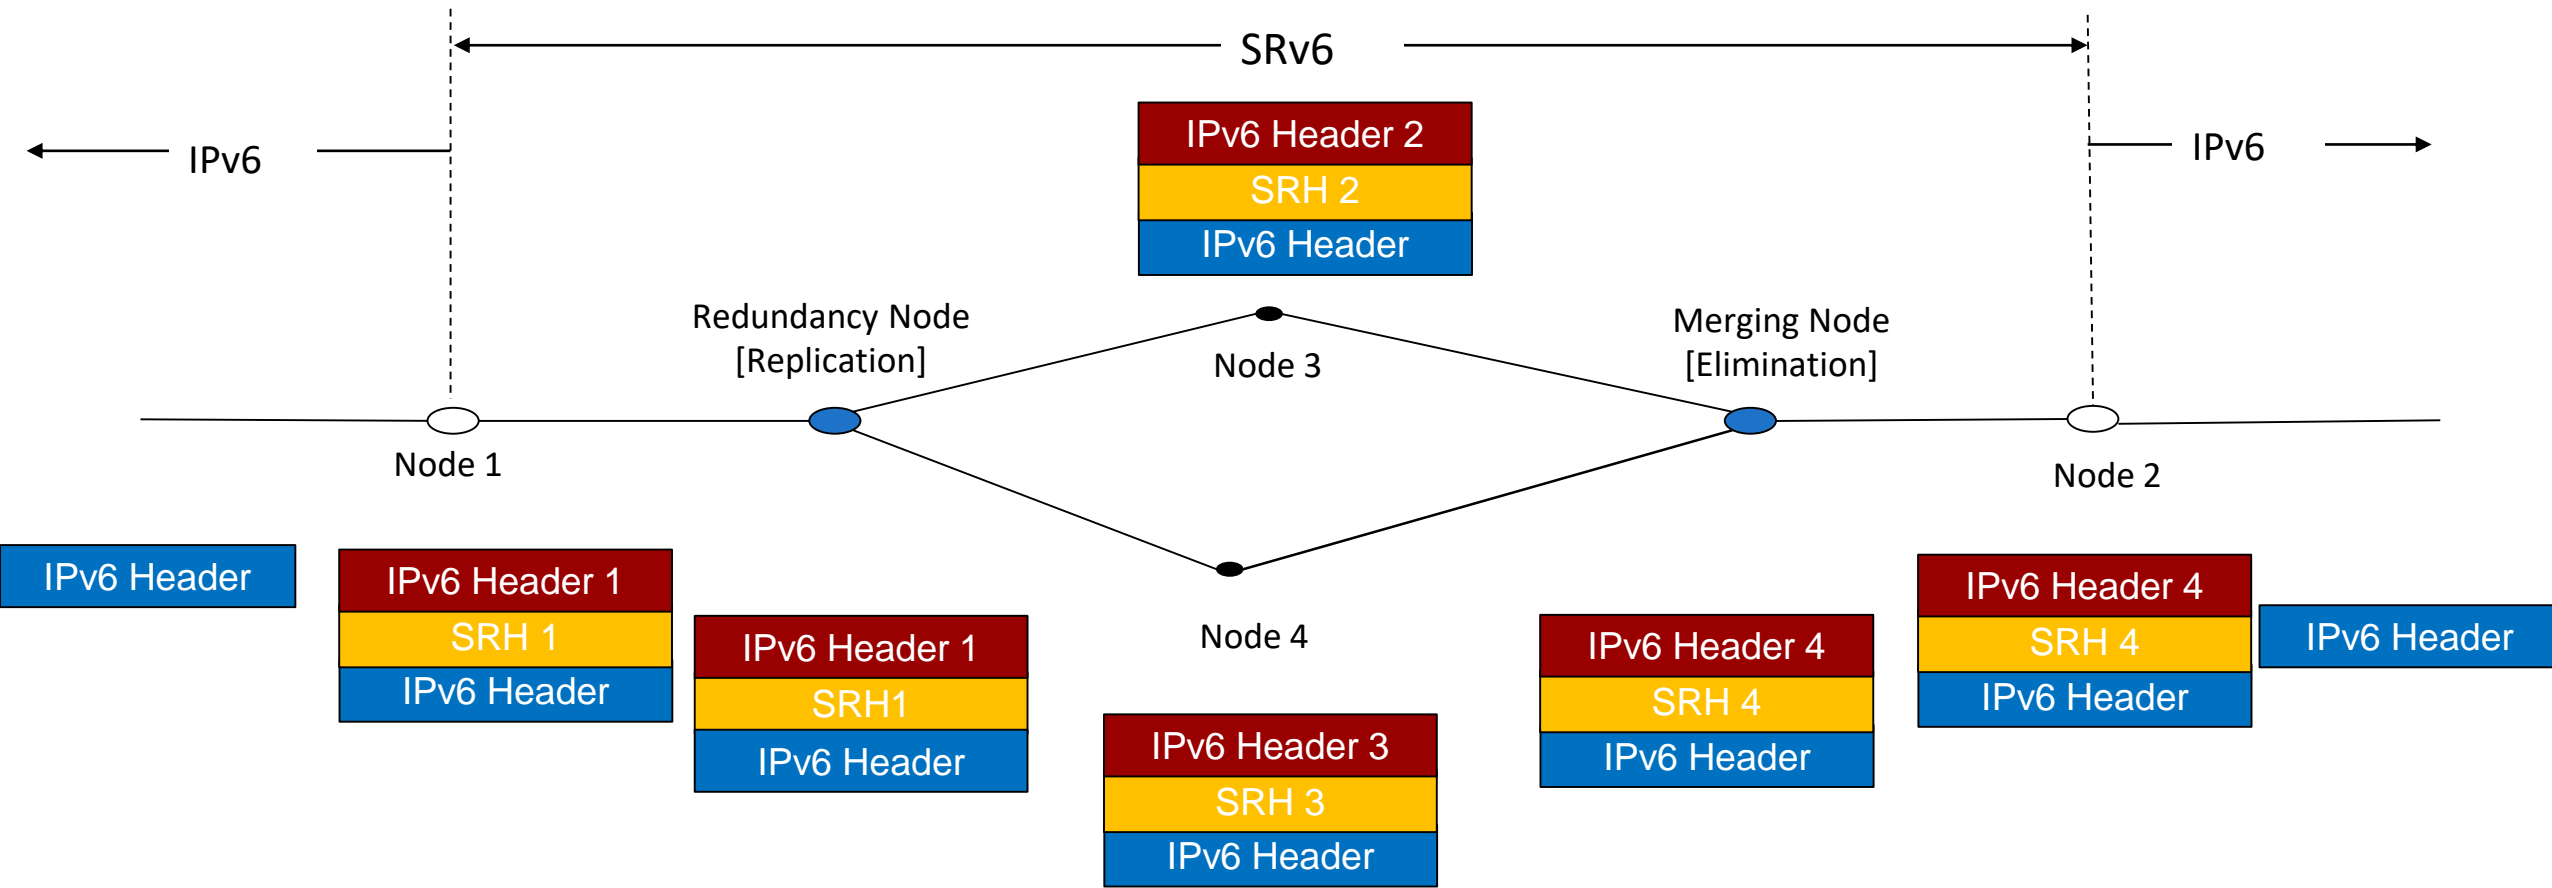 SRv6
IPv6
IPv6
IPv6 Header 2
SRH 2
IPv6 Header
Redundancy Node
[Replication]
Node 3
Merging Node
[Elimination]
Node 1
Node 2
IPv6 Header
IPv6 Header 1
SRH 1
IPv6 Header
IPv6 Header 1
SRH1
IPv6 Header
Node 4
IPv6 Header 3
SRH 3
IPv6 Header
IPv6 Header 4
SRH 4
IPv6 Header
IPv6 Header 4
SRH 4
IPv6 Header
IPv6 Header